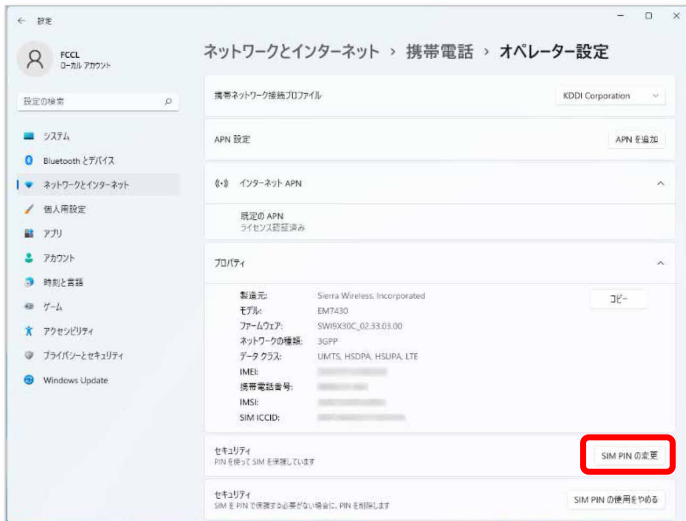 ← 設定
FCCL
ローカル アカウント
設定の検索
システム
Bluetooth とデバイス
ネットワークとインターネット
個人用設定
アプリ
アカウント
時刻と言語
ゲーム
アクセシビリティ
プライバシーとセキュリティ
Windows Update
ネットワークとインターネット › 携帯電話 › オペレーター設定
携帯ネットワーク接続プロファイル KDDI Corporation
APN 設定 APN を追加
インターネット APN
既定の APN
ライセンス認証済み
プロパティ
製造元: Sierra Wireless, Incorporated コピー
モデル: EM7430
ファームウェア: SWI9X30C_02.33.03.00
ネットワークの種類: 3GPP
データ クラス: UMTS, HSDPA, HSUPA, LTE
IMEI:
携帯電話番号:
IMSI:
SIM ICCID:
セキュリティ
PIN を使って SIM を保護しています SIM PIN の変更
セキュリティ
SIM を PIN で保護する必要がない場合に、PIN を削除します SIM PIN の使用をやめる